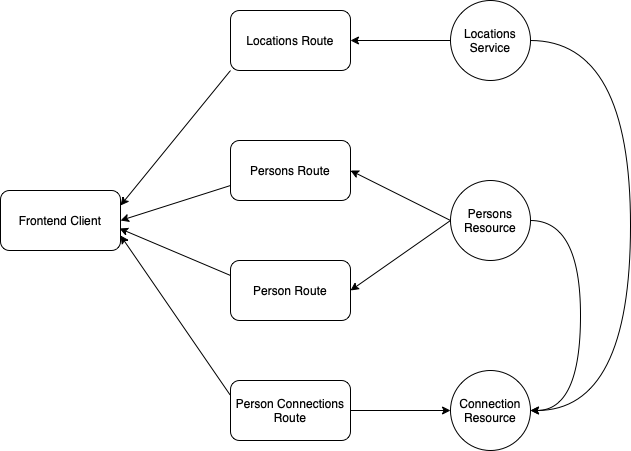 Locations Route
Locations
Service
Persons Route
Frontend Client
Persons
Resource
Person Route
Person Connections
Route
Connection
Resource